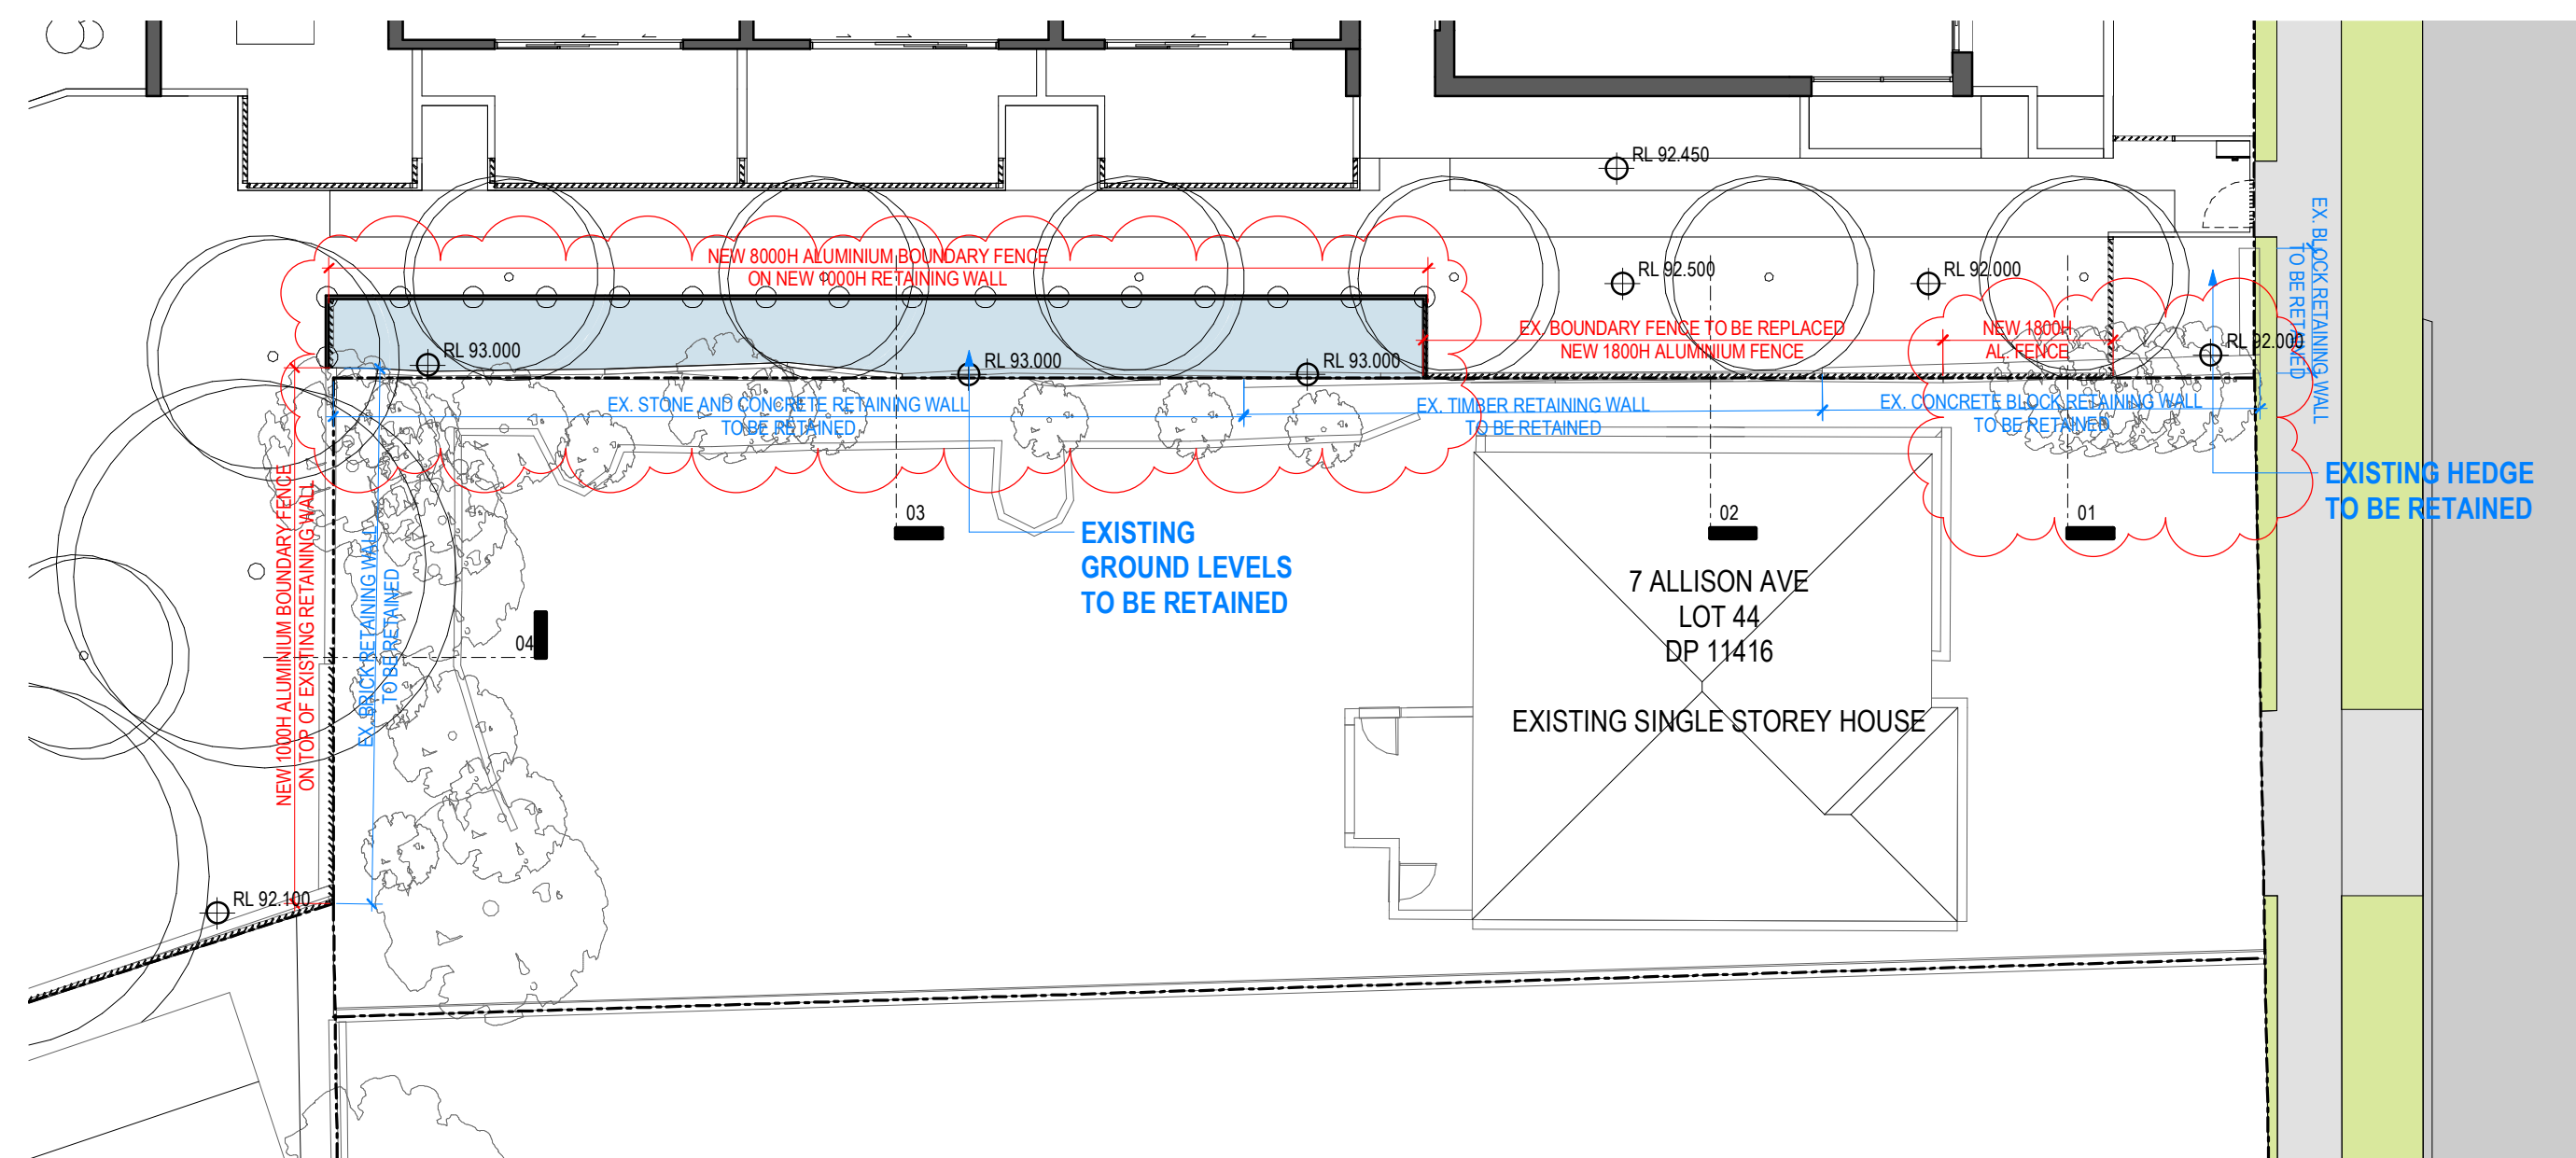 RL 92.450
NEW 8000H ALUMINIUM BOUNDARY FENCE
ON NEW 1000H RETAINING WALL
RL 92.500
RL 92.000
EX. BLOCK RETAINING WALL
TO BE RETAINED
EX. BOUNDARY FENCE TO BE REPLACED
NEW 1800H ALUMINIUM FENCE
NEW 1800H
AL. FENCE
RL 92.000
RL 93.000
RL 93.000
RL 93.000
EX. STONE AND CONCRETE RETAINING WALL
TO BE RETAINED
EX. TIMBER RETAINING WALL
TO BE RETAINED
EX. CONCRETE BLOCK RETAINING WALL
TO BE RETAINED
EXISTING HEDGE
TO BE RETAINED
03
02
01
EXISTING
GROUND LEVELS
TO BE RETAINED
NEW 1000H ALUMINIUM BOUNDARY FENCE
ON TOP OF EXISTING RETAINING WALL
EX. BRICK RETAINING WALL
TO BE RETAINED
04
7 ALLISON AVE
LOT 44
DP 11416
EXISTING SINGLE STOREY HOUSE
RL 92.100